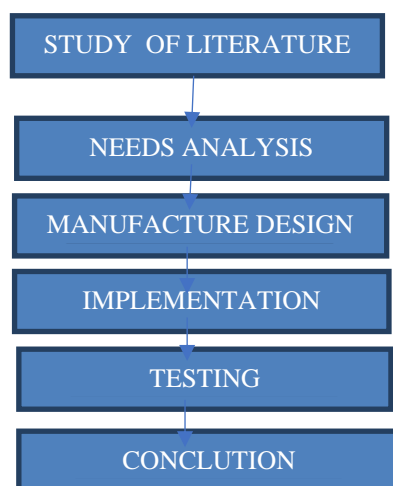 STUDY OF LITERATURE
NEEDS ANALYSIS
MANUFACTURE DESIGN
IMPLEMENTATION
TESTING
CONCLUTION